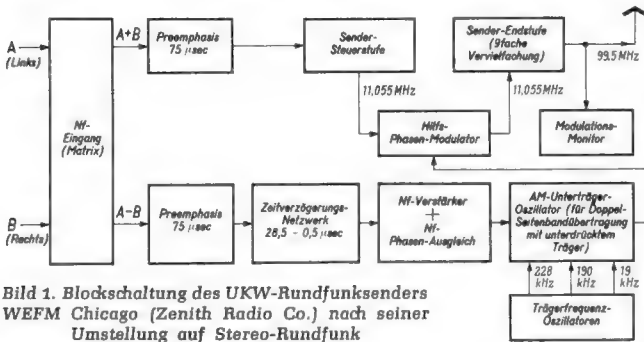 A
(Links)
Nf-
Eingang
(Matrix)
B
(Rechts)
A+B
Preemphasis
75 µsec
Sender-
Steuerstufe
11,055 MHz
Hilfs-
Phasen-Modulator
11,055 MHz
Sender-Endstufe
(9fache
Vervielfachung)
99,5 MHz
Modulations-
Monitor
A−B
Preemphasis
75 µsec
Zeitverzögerungs-
Netzwerk
28,5 - 0,5 µsec
Nf-Verstärker
+
Nf-
Phasen-Ausgleich
AM-Unterträger-
Oszillator (für Doppel-
Seitenbandübertragung
mit unterdrücktem
Träger)
228 kHz
190 kHz
19 kHz
Trägerfrequenz-
Oszillatoren
Bild 1. Blockschaltung des UKW-Rundfunksenders
WEFM Chicago (Zenith Radio Co.) nach seiner
Umstellung auf Stereo-Rundfunk